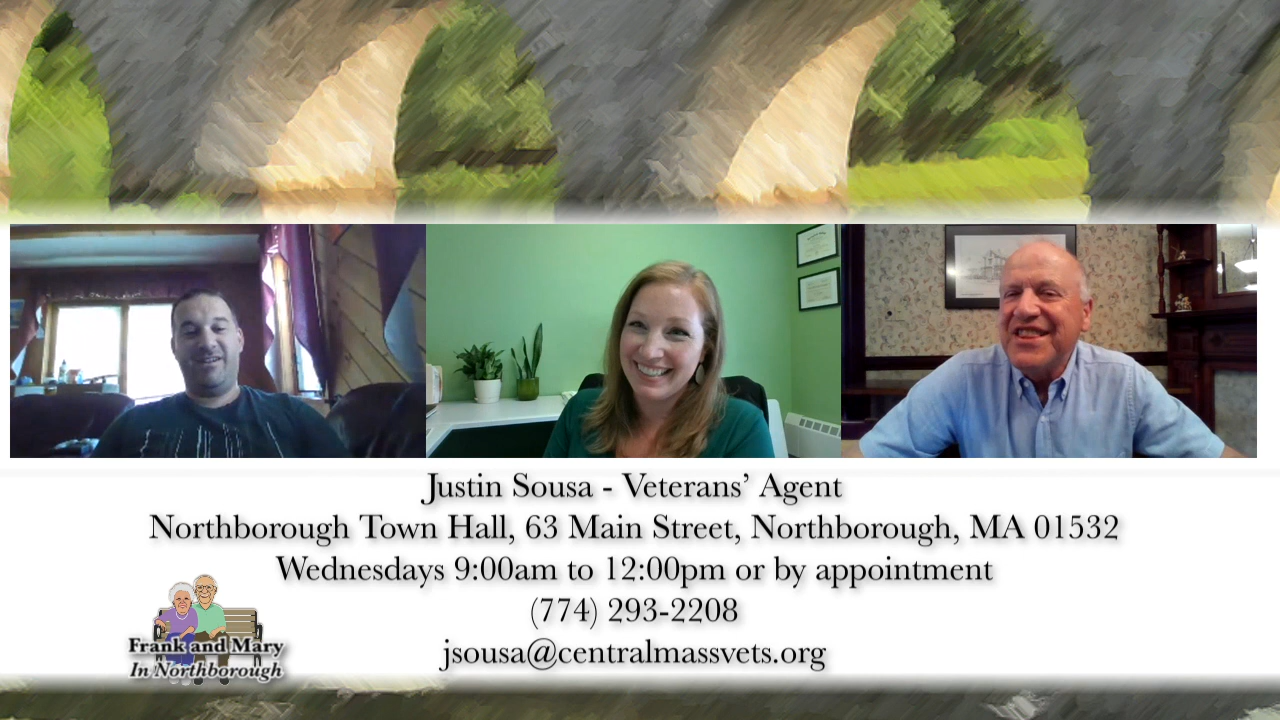 Justin Sousa - Veterans’ Agent
Northborough Town Hall, 63 Main Street, Northborough, MA 01532
Wednesdays 9:00am to 12:00pm or by appointment
(774) 293-2208
jsousa@centralmassvets.org
Frank and Mary
In Northborough